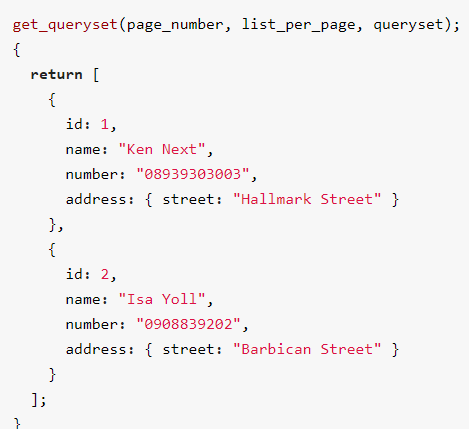 get_queryset(page_number, list_per_page, queryset);
{
  return [
    {
      id: 1,
      name: "Ken Next",
      number: "08939303003",
      address: { street: "Hallmark Street" }
    },
    {
      id: 2,
      name: "Isa Yoll",
      number: "0908839202",
      address: { street: "Barbican Street" }
    }
  ];
}